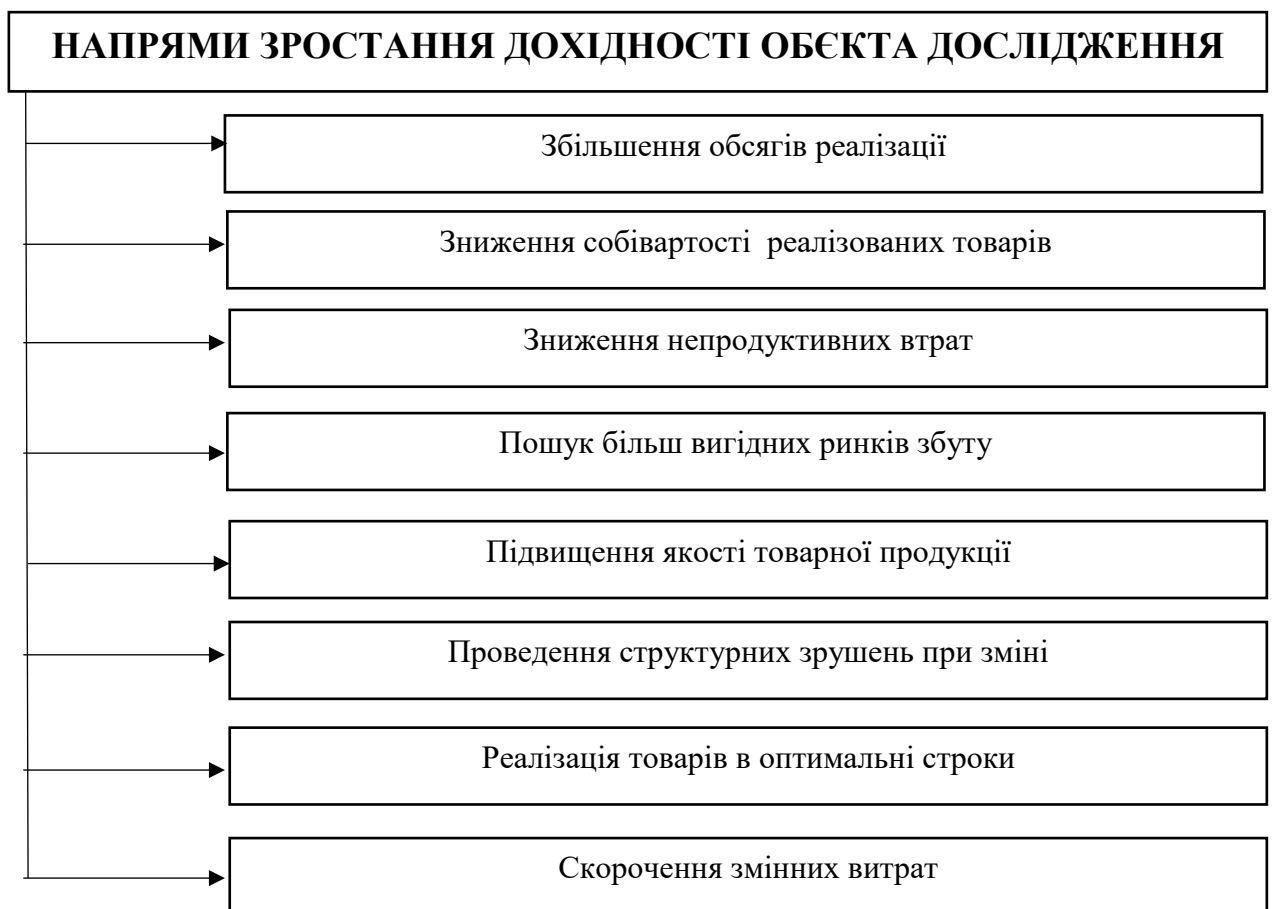 НАПРЯМИ ЗРОСТАННЯ ДОХІДНОСТІ ОБЄКТА ДОСЛІДЖЕННЯ
Збільшення обсягів реалізації
Зниження собівартості реалізованих товарів
Зниження непродуктивних втрат
Пошук більш вигідних ринків збуту
Підвищення якості товарної продукції
Проведення структурних зрушень при зміні
Реалізація товарів в оптимальні строки
Скорочення змінних витрат